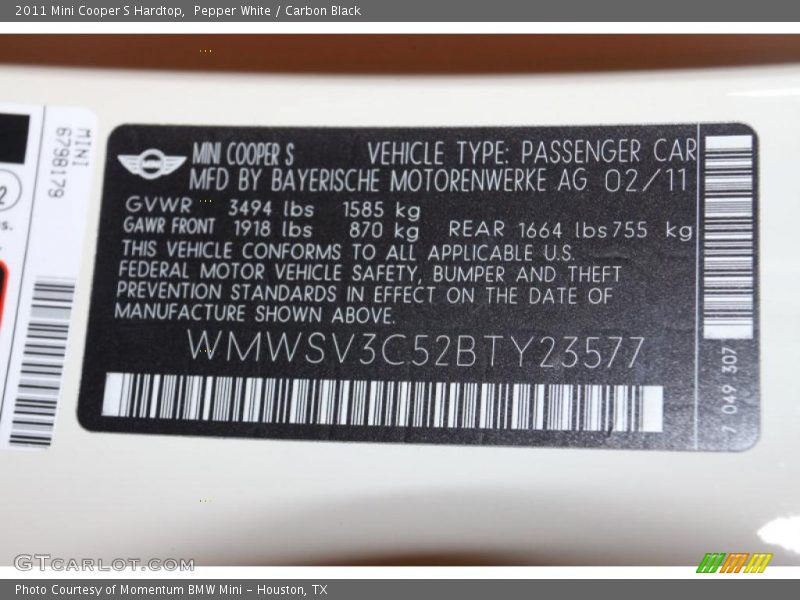 2011 Mini Cooper S Hardtop,  Pepper White / Carbon Black
MINI
6798179
2
MINI COOPER S VEHICLE TYPE: PASSENGER CAR
MFD BY BAYERISCHE MOTORENWERKE AG 02/11
GVWR 3494 lbs 1585 kg
GAWR FRONT 1918 lbs 870 kg REAR 1664 lbs 755 kg
THIS VEHICLE CONFORMS TO ALL APPLICABLE U.S.
FEDERAL MOTOR VEHICLE SAFETY, BUMPER AND THEFT
PREVENTION STANDARDS IN EFFECT ON THE DATE OF
MANUFACTURE SHOWN ABOVE.
WMWSV3C52BTY23577
7 049 307
GTcarlot.com
Photo Courtesy of Momentum BMW Mini - Houston, TX